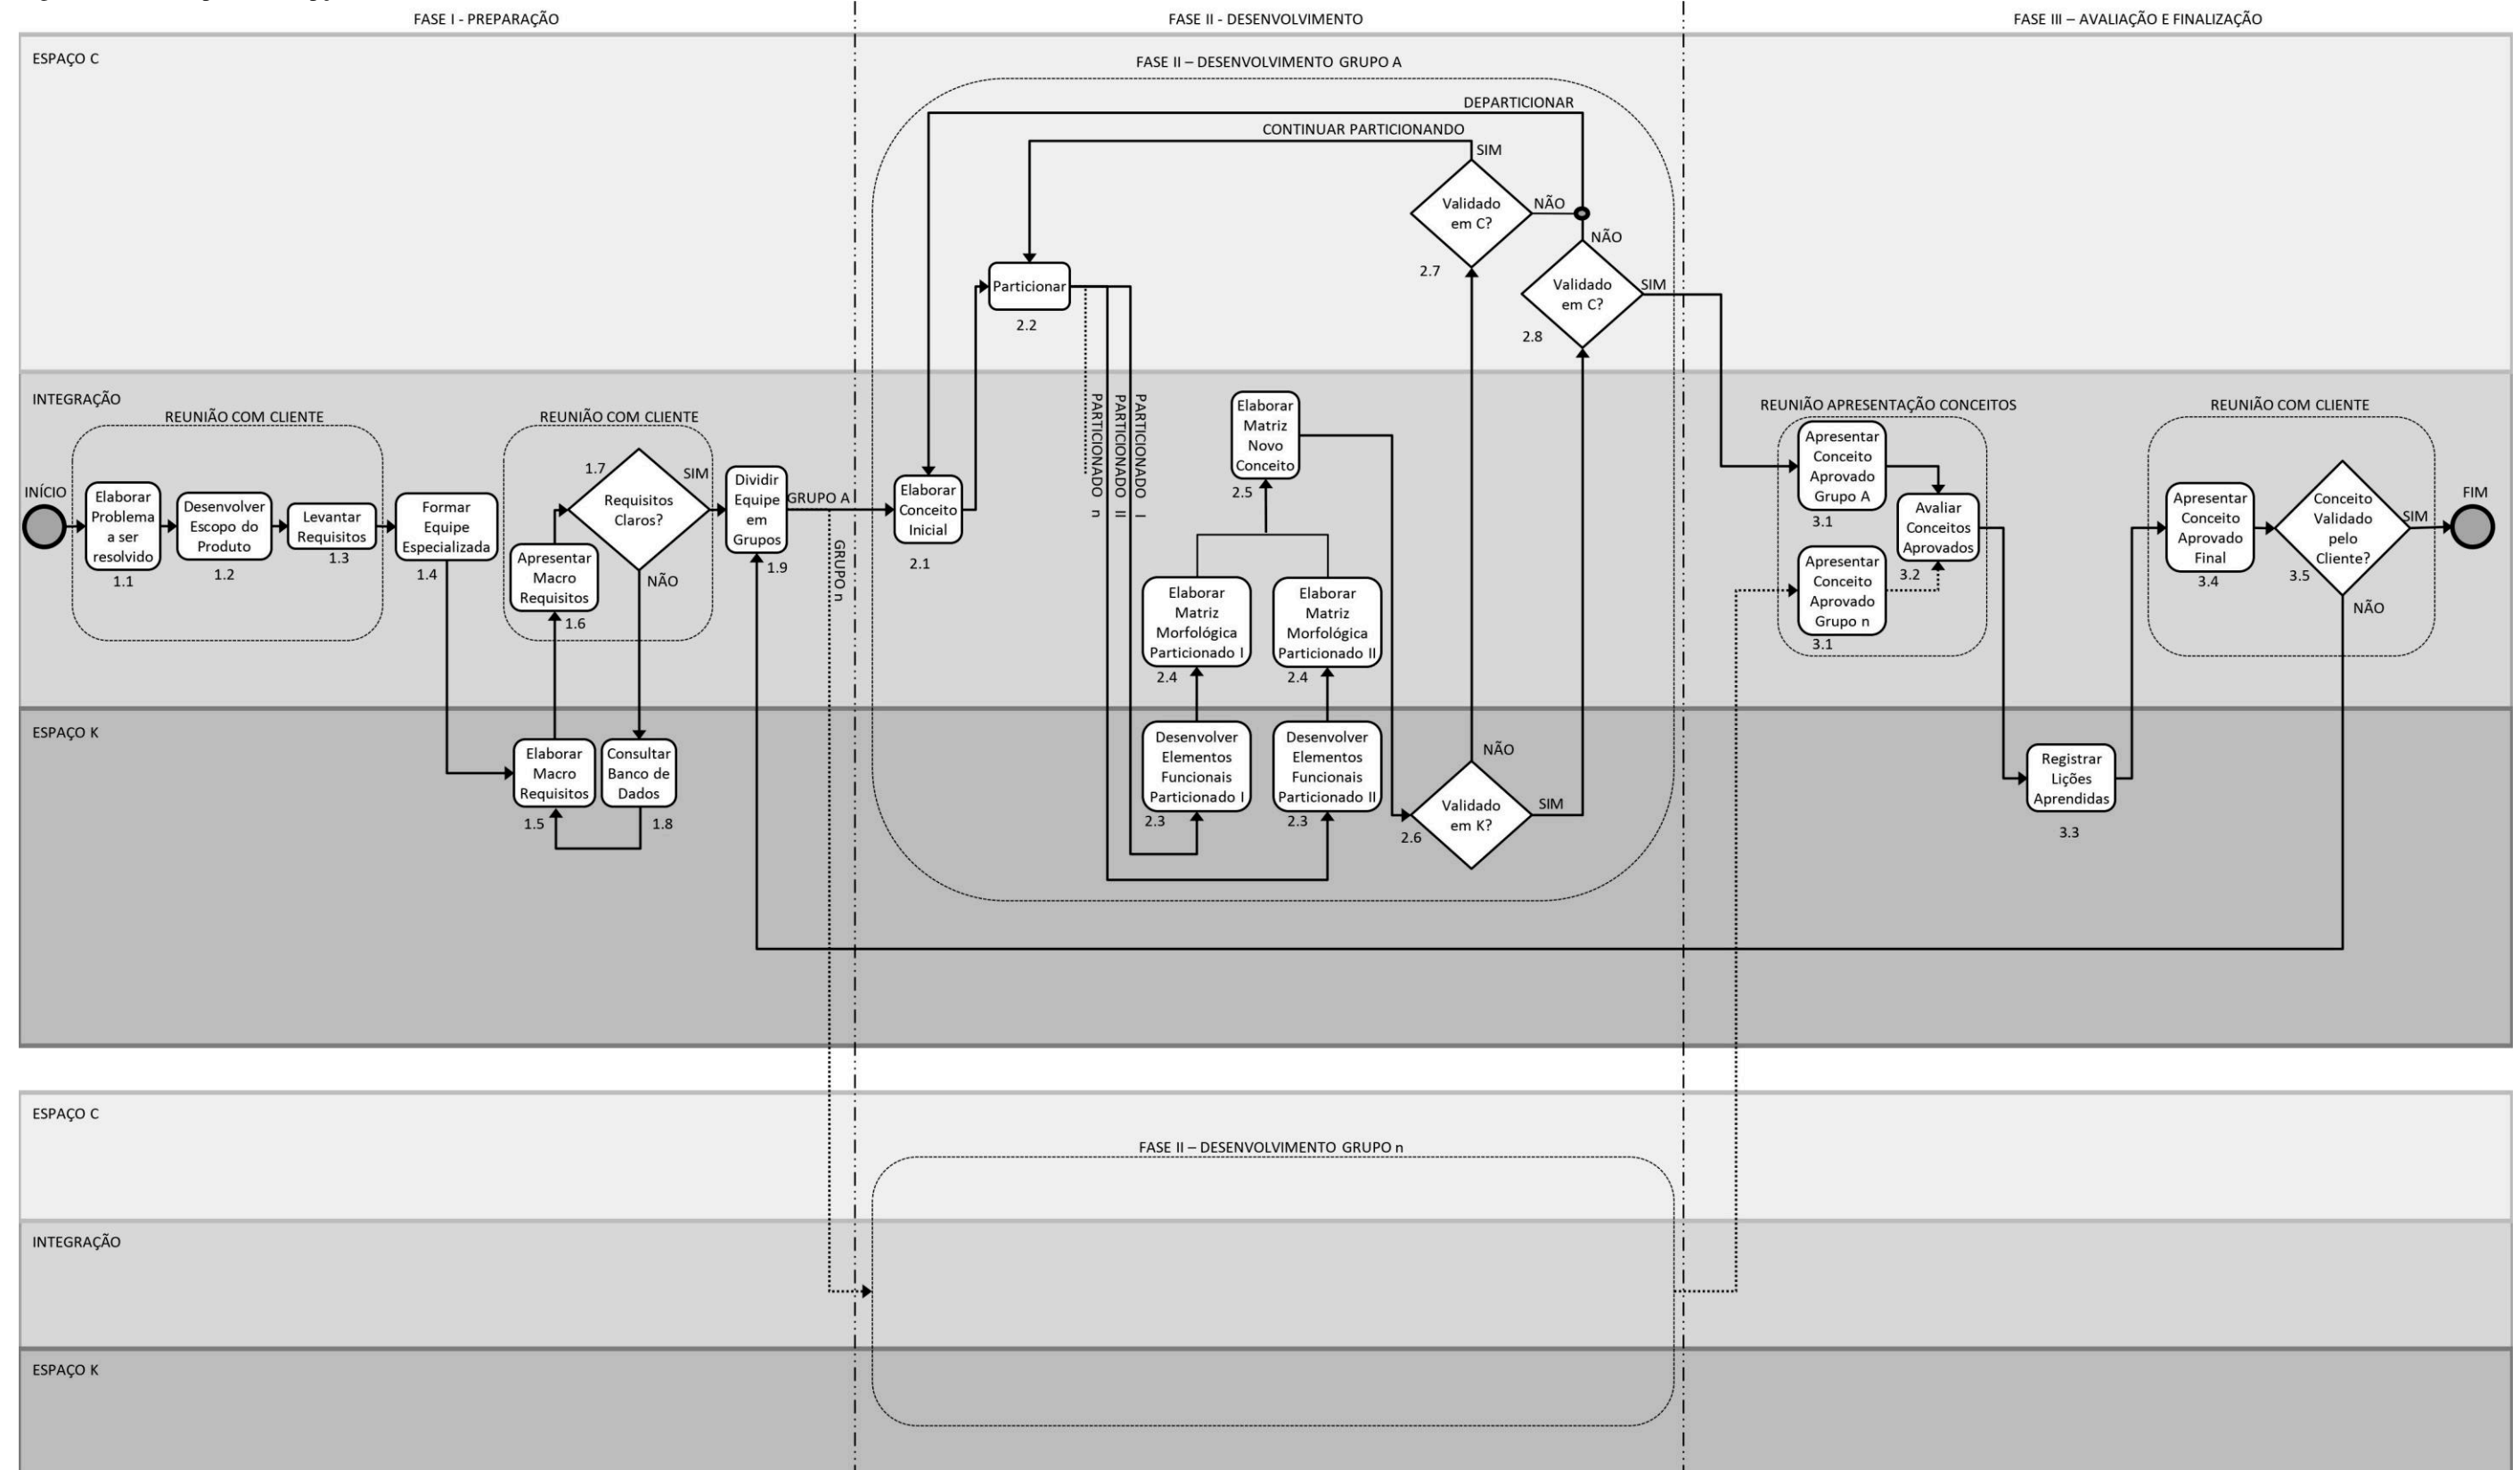 FASE I - PREPARAÇÃO
FASE II - DESENVOLVIMENTO
FASE III – AVALIAÇÃO E FINALIZAÇÃO
ESPAÇO C
FASE II – DESENVOLVIMENTO GRUPO A
DEPARTICIONAR
CONTINUAR PARTICIONANDO
SIM
Validado
em C?
NÃO
2.7
NÃO
Validado
em C?
SIM
2.8
Particionar
2.2
INTEGRAÇÃO
REUNIÃO COM CLIENTE
INÍCIO
Elaborar
Problema
a ser
resolvido
1.1
Desenvolver
Escopo do
Produto
1.2
Levantar
Requisitos
1.3
Formar
Equipe
Especializada
1.4
REUNIÃO COM CLIENTE
Apresentar
Macro
Requisitos
1.6
1.7
Requisitos
Claros?
SIM
NÃO
Dividir
Equipe
em
Grupos
1.9
GRUPO A
GRUPO n
Elaborar
Conceito
Inicial
2.1
PARTICIONADO n
PARTICIONADO II
PARTICIONADO I
Elaborar
Matriz
Novo
Conceito
2.5
Elaborar
Matriz
Morfológica
Particionado I
2.4
Elaborar
Matriz
Morfológica
Particionado II
2.4
REUNIÃO APRESENTAÇÃO CONCEITOS
Apresentar
Conceito
Aprovado
Grupo A
3.1
Apresentar
Conceito
Aprovado
Grupo n
3.1
Avaliar
Conceitos
Aprovados
3.2
REUNIÃO COM CLIENTE
Apresentar
Conceito
Aprovado
Final
3.4
Conceito
Validado
pelo
Cliente?
3.5
SIM
NÃO
FIM
ESPAÇO K
Elaborar
Macro
Requisitos
1.5
Consultar
Banco de
Dados
1.8
Desenvolver
Elementos
Funcionais
Particionado I
2.3
Desenvolver
Elementos
Funcionais
Particionado II
2.3
NÃO
Validado
em K?
SIM
2.6
Registrar
Lições
Aprendidas
3.3
ESPAÇO C
FASE II – DESENVOLVIMENTO GRUPO n
INTEGRAÇÃO
ESPAÇO K